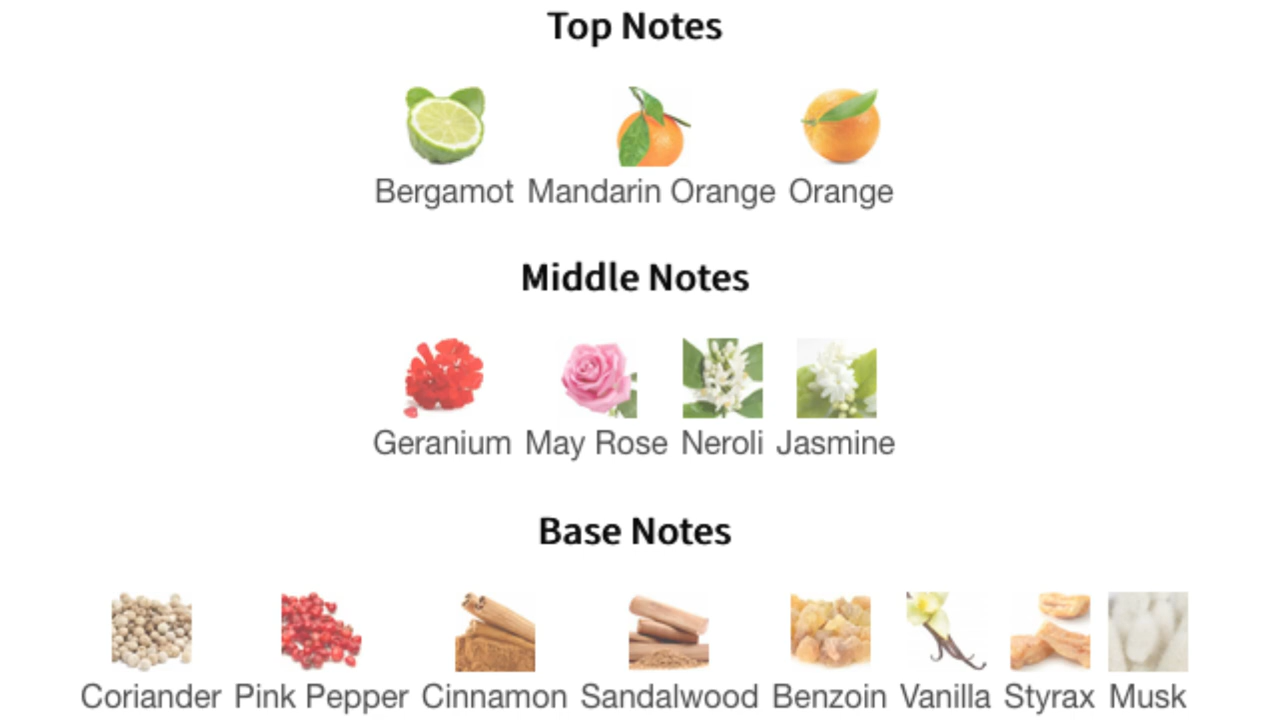 Top Notes
Bergamot Mandarin Orange Orange
Middle Notes
Geranium May Rose Neroli Jasmine
Base Notes
Coriander Pink Pepper Cinnamon Sandalwood Benzoin Vanilla Styrax Musk